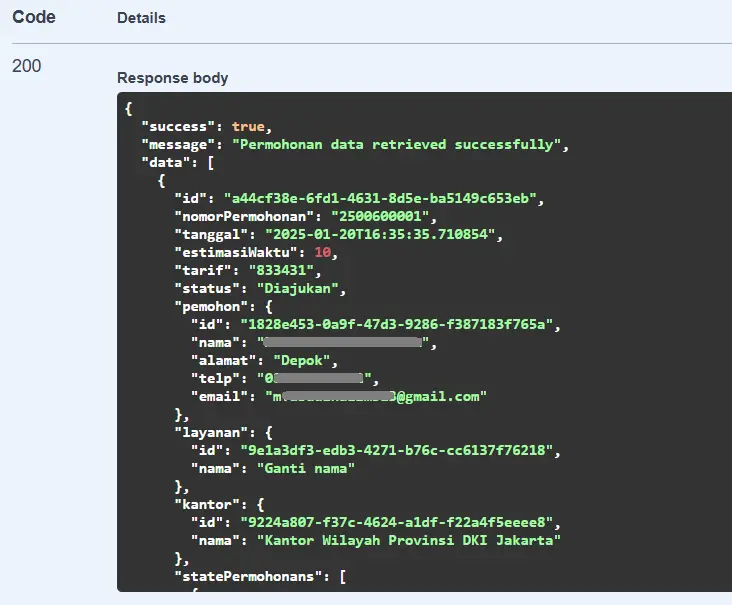 Code Details
200
Response body
{
"success": true,
"message": "Permohonan data retrieved successfully",
"data": [
{
"id": "a44cf38e-6fd1-4631-8d5e-ba5149c653eb",
"nomorPermohonan": "2500600001",
"tanggal": "2025-01-20T16:35:35.710854",
"estimasiWaktu": 10,
"tarif": "833431",
"status": "Diajukan",
"pemohon": {
"id": "1828e453-0a9f-47d3-9286-f387183f765a",
"nama": "",
"alamat": "Depok",
"telp": "0",
"email": "m@gmail.com"
},
"layanan": {
"id": "9e1a3df3-edb3-4271-b76c-cc6137f76218",
"nama": "Ganti nama"
},
"kantor": {
"id": "9224a807-f37c-4624-a1df-f22a4f5eeee8",
"nama": "Kantor Wilayah Provinsi DKI Jakarta"
},
"statePermohonans": [